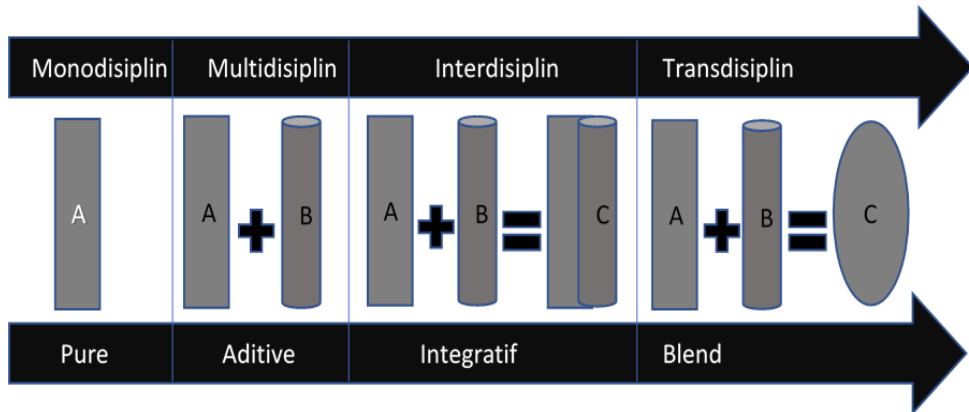 Monodisiplin Multidisiplin Interdisiplin Transdisiplin
A A + B A + B = C A + B = C
Pure Aditive Integratif Blend